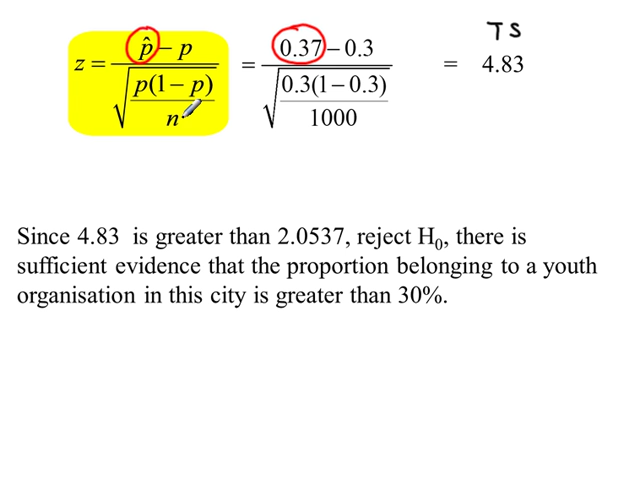 TS
z = (p̂ − p) / √(p(1 − p) / n) = (0.37 − 0.3) / √(0.3(1 − 0.3) / 1000) = 4.83
Since 4.83 is greater than 2.0537, reject H₀, there is
sufficient evidence that the proportion belonging to a youth
organisation in this city is greater than 30%.